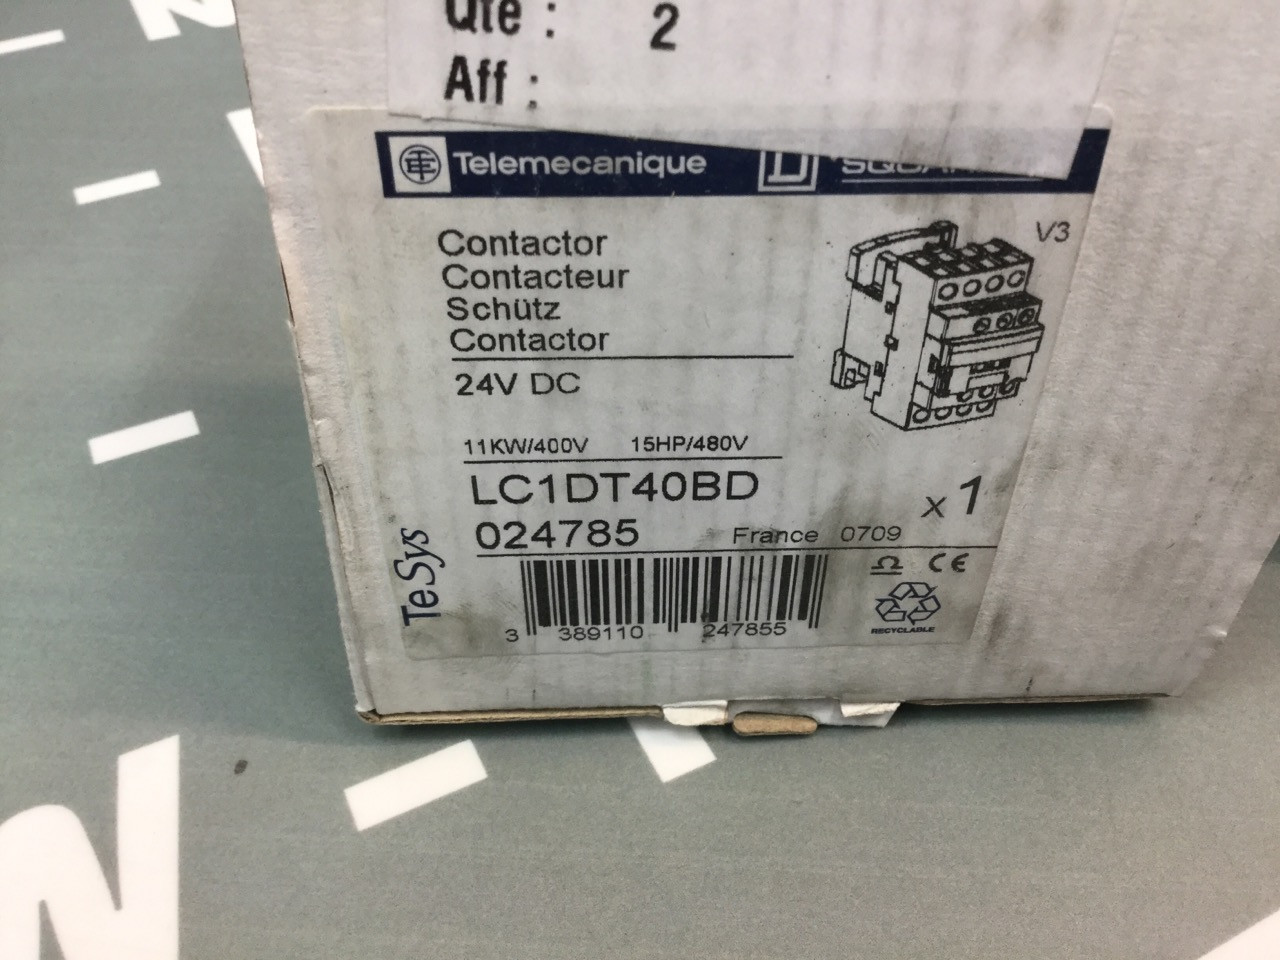 Qte : 2
Aff :
Telemecanique
V3
Contactor
Contacteur
Schütz
Contactor
24V DC
11KW/400V 15HP/480V
LC1DT40BD
x 1
024785
France 0709
TeSys
CE
3 389110 247855
RECYCLABLE